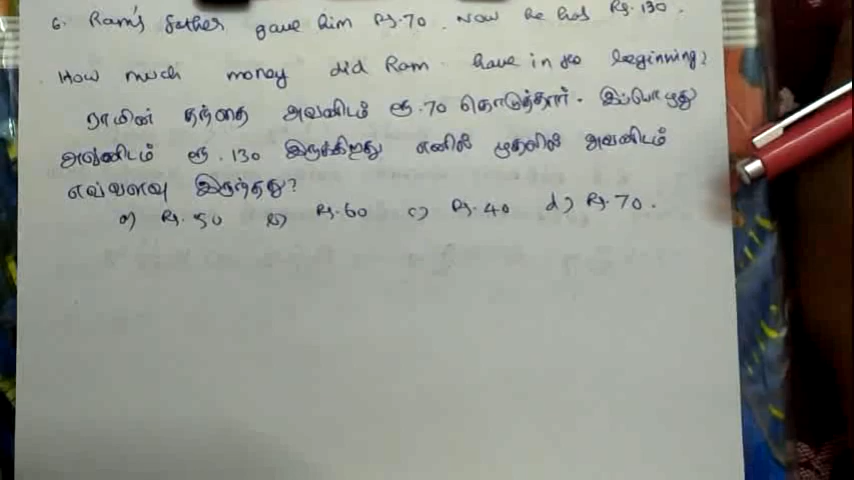 6. Ram's father gave him Rs.70. Now he has Rs.130.
How much money did Ram have in the beginning?
ராமின் தந்தை அவனிடம் ரூ.70 கொடுத்தார். இப்பொழுது
அவனிடம் ரூ.130 இருக்கிறது எனில் முதலில் அவனிடம்
எவ்வளவு இருந்தது?
a) Rs.50 b) Rs.60 c) Rs.40 d) Rs.70.